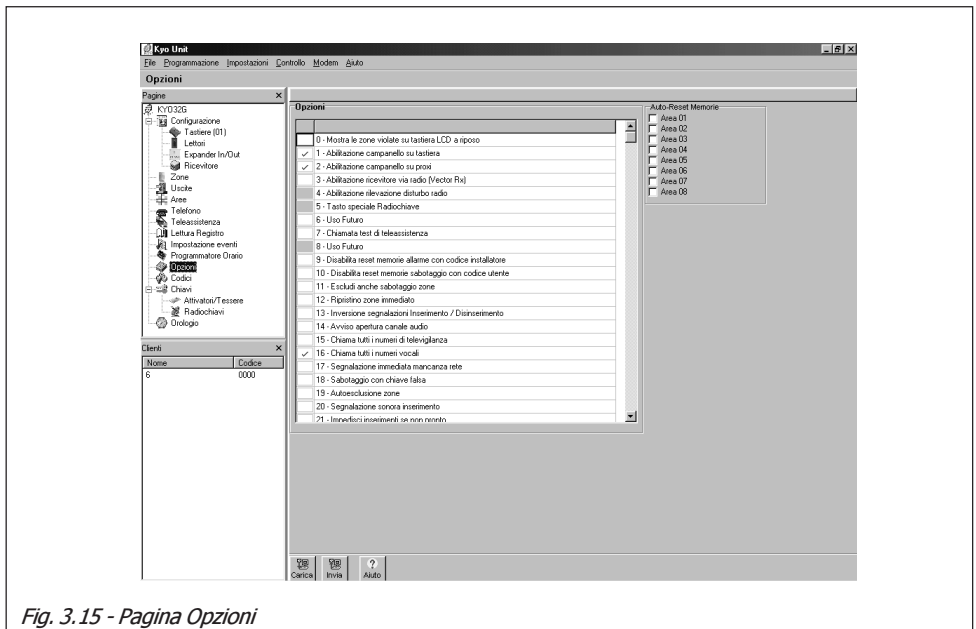 Kyo Unit
File Programmazione Impostazioni Controllo Modem Aiuto
Opzioni
Pagine
KYO32G
Configurazione
Tastiere (01)
Lettori
Expander In/Out
Ricevitore
Zone
Uscite
Aree
Telefono
Teleassistenza
Lettura Registro
Impostazione eventi
Programmatore Orario
Opzioni
Codici
Chiavi
Attivatori/Tessere
Radiochiavi
Orologio
Clienti
Nome Codice
6 0000
Opzioni
0 - Mostra le zone violate su tastiera LCD a riposo
1 - Abilitazione campanello su tastiera
2 - Abilitazione campanello su proxi
3 - Abilitazione ricevitore via radio (Vector Rx)
4 - Abilitazione rilevazione disturbo radio
5 - Tasto speciale Radiochiave
6 - Uso Futuro
7 - Chiamata test di teleassistenza
8 - Uso Futuro
9 - Disabilita reset memorie allarme con codice installatore
10 - Disabilita reset memorie sabotaggio con codice utente
11 - Escludi anche sabotaggio zone
12 - Ripristino zone immediato
13 - Inversione segnalazioni Inserimento / Disinserimento
14 - Avviso apertura canale audio
15 - Chiama tutti i numeri di televigilanza
16 - Chiama tutti i numeri vocali
17 - Segnalazione immediata mancanza rete
18 - Sabotaggio con chiave falsa
19 - Autoesclusione zone
20 - Segnalazione sonora inserimento
21 - Impedisci inserimenti se non pronto
Auto-Reset Memorie
Area 01
Area 02
Area 03
Area 04
Area 05
Area 06
Area 07
Area 08
Carica Invia Aiuto
Fig. 3.15 - Pagina Opzioni